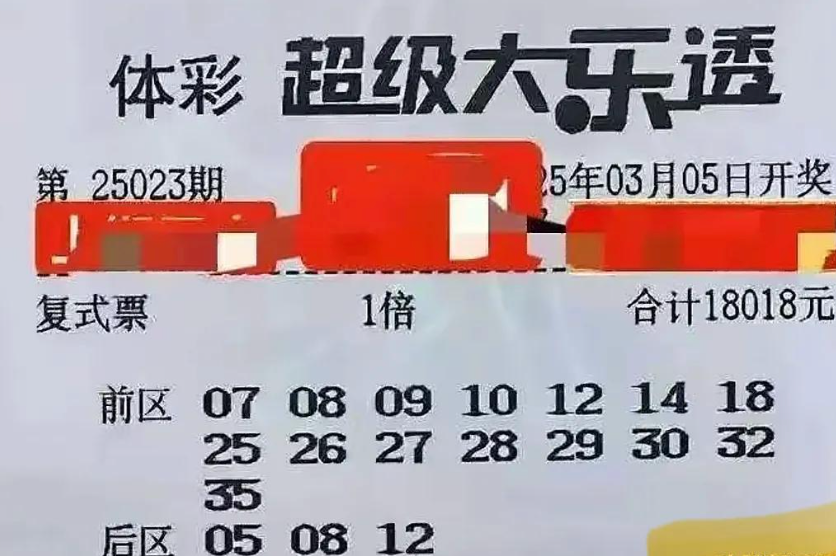 体彩 超级大乐透
第 25023期 25年03月05日开奖
复式票 1倍 合计18018元
前区 07 08 09 10 12 14 18
25 26 27 28 29 30 32
35
后区 05 08 12